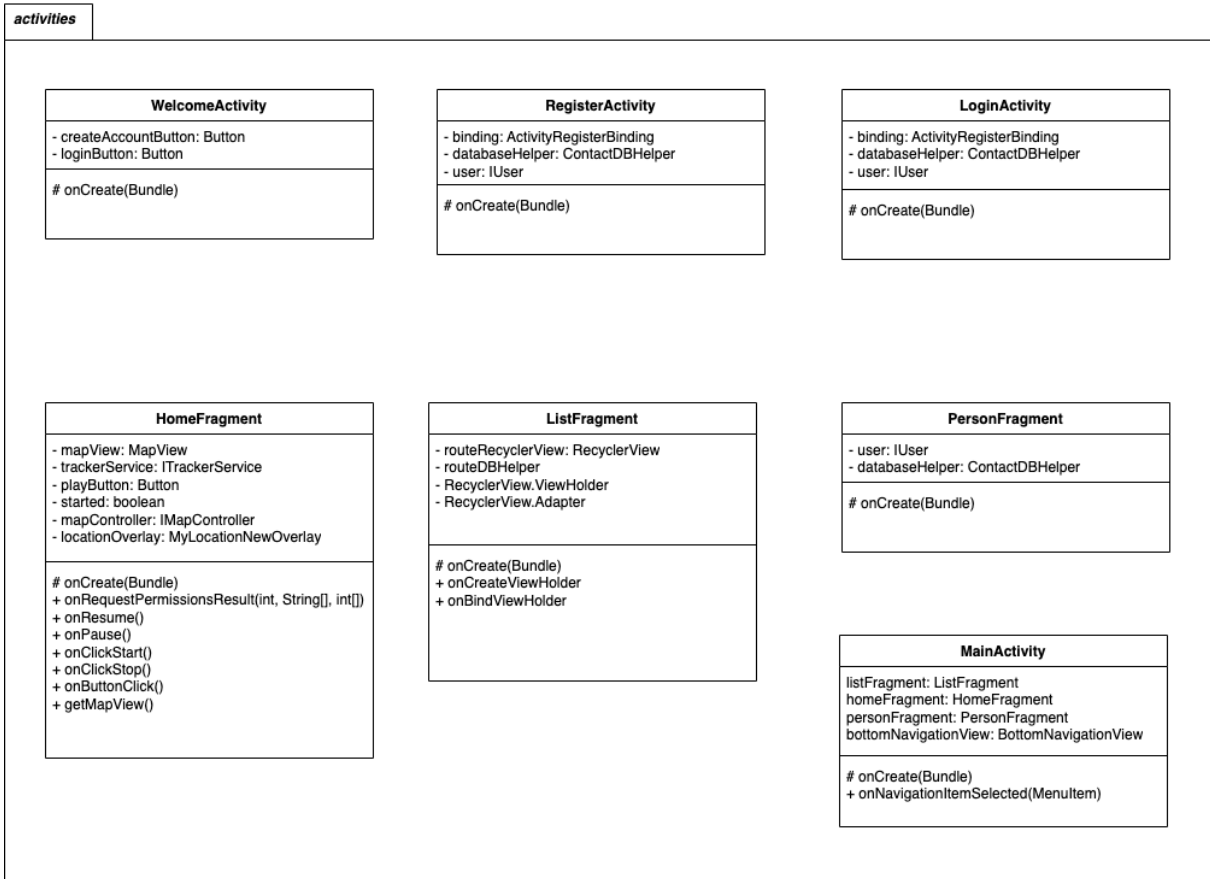 activities
WelcomeActivity
- createAccountButton: Button
- loginButton: Button
# onCreate(Bundle)
RegisterActivity
- binding: ActivityRegisterBinding
- databaseHelper: ContactDBHelper
- user: IUser
# onCreate(Bundle)
LoginActivity
- binding: ActivityRegisterBinding
- databaseHelper: ContactDBHelper
- user: IUser
# onCreate(Bundle)
HomeFragment
- mapView: MapView
- trackerService: ITrackerService
- playButton: Button
- started: boolean
- mapController: IMapController
- locationOverlay: MyLocationNewOverlay
# onCreate(Bundle)
+ onRequestPermissionsResult(int, String[], int[])
+ onResume()
+ onPause()
+ onClickStart()
+ onClickStop()
+ onButtonClick()
+ getMapView()
ListFragment
- routeRecyclerView: RecyclerView
- routeDBHelper
- RecyclerView.ViewHolder
- RecyclerView.Adapter
# onCreate(Bundle)
+ onCreateViewHolder
+ onBindViewHolder
PersonFragment
- user: IUser
- databaseHelper: ContactDBHelper
# onCreate(Bundle)
MainActivity
listFragment: ListFragment
homeFragment: HomeFragment
personFragment: PersonFragment
bottomNavigationView: BottomNavigationView
# onCreate(Bundle)
+ onNavigationItemSelected(MenuItem)